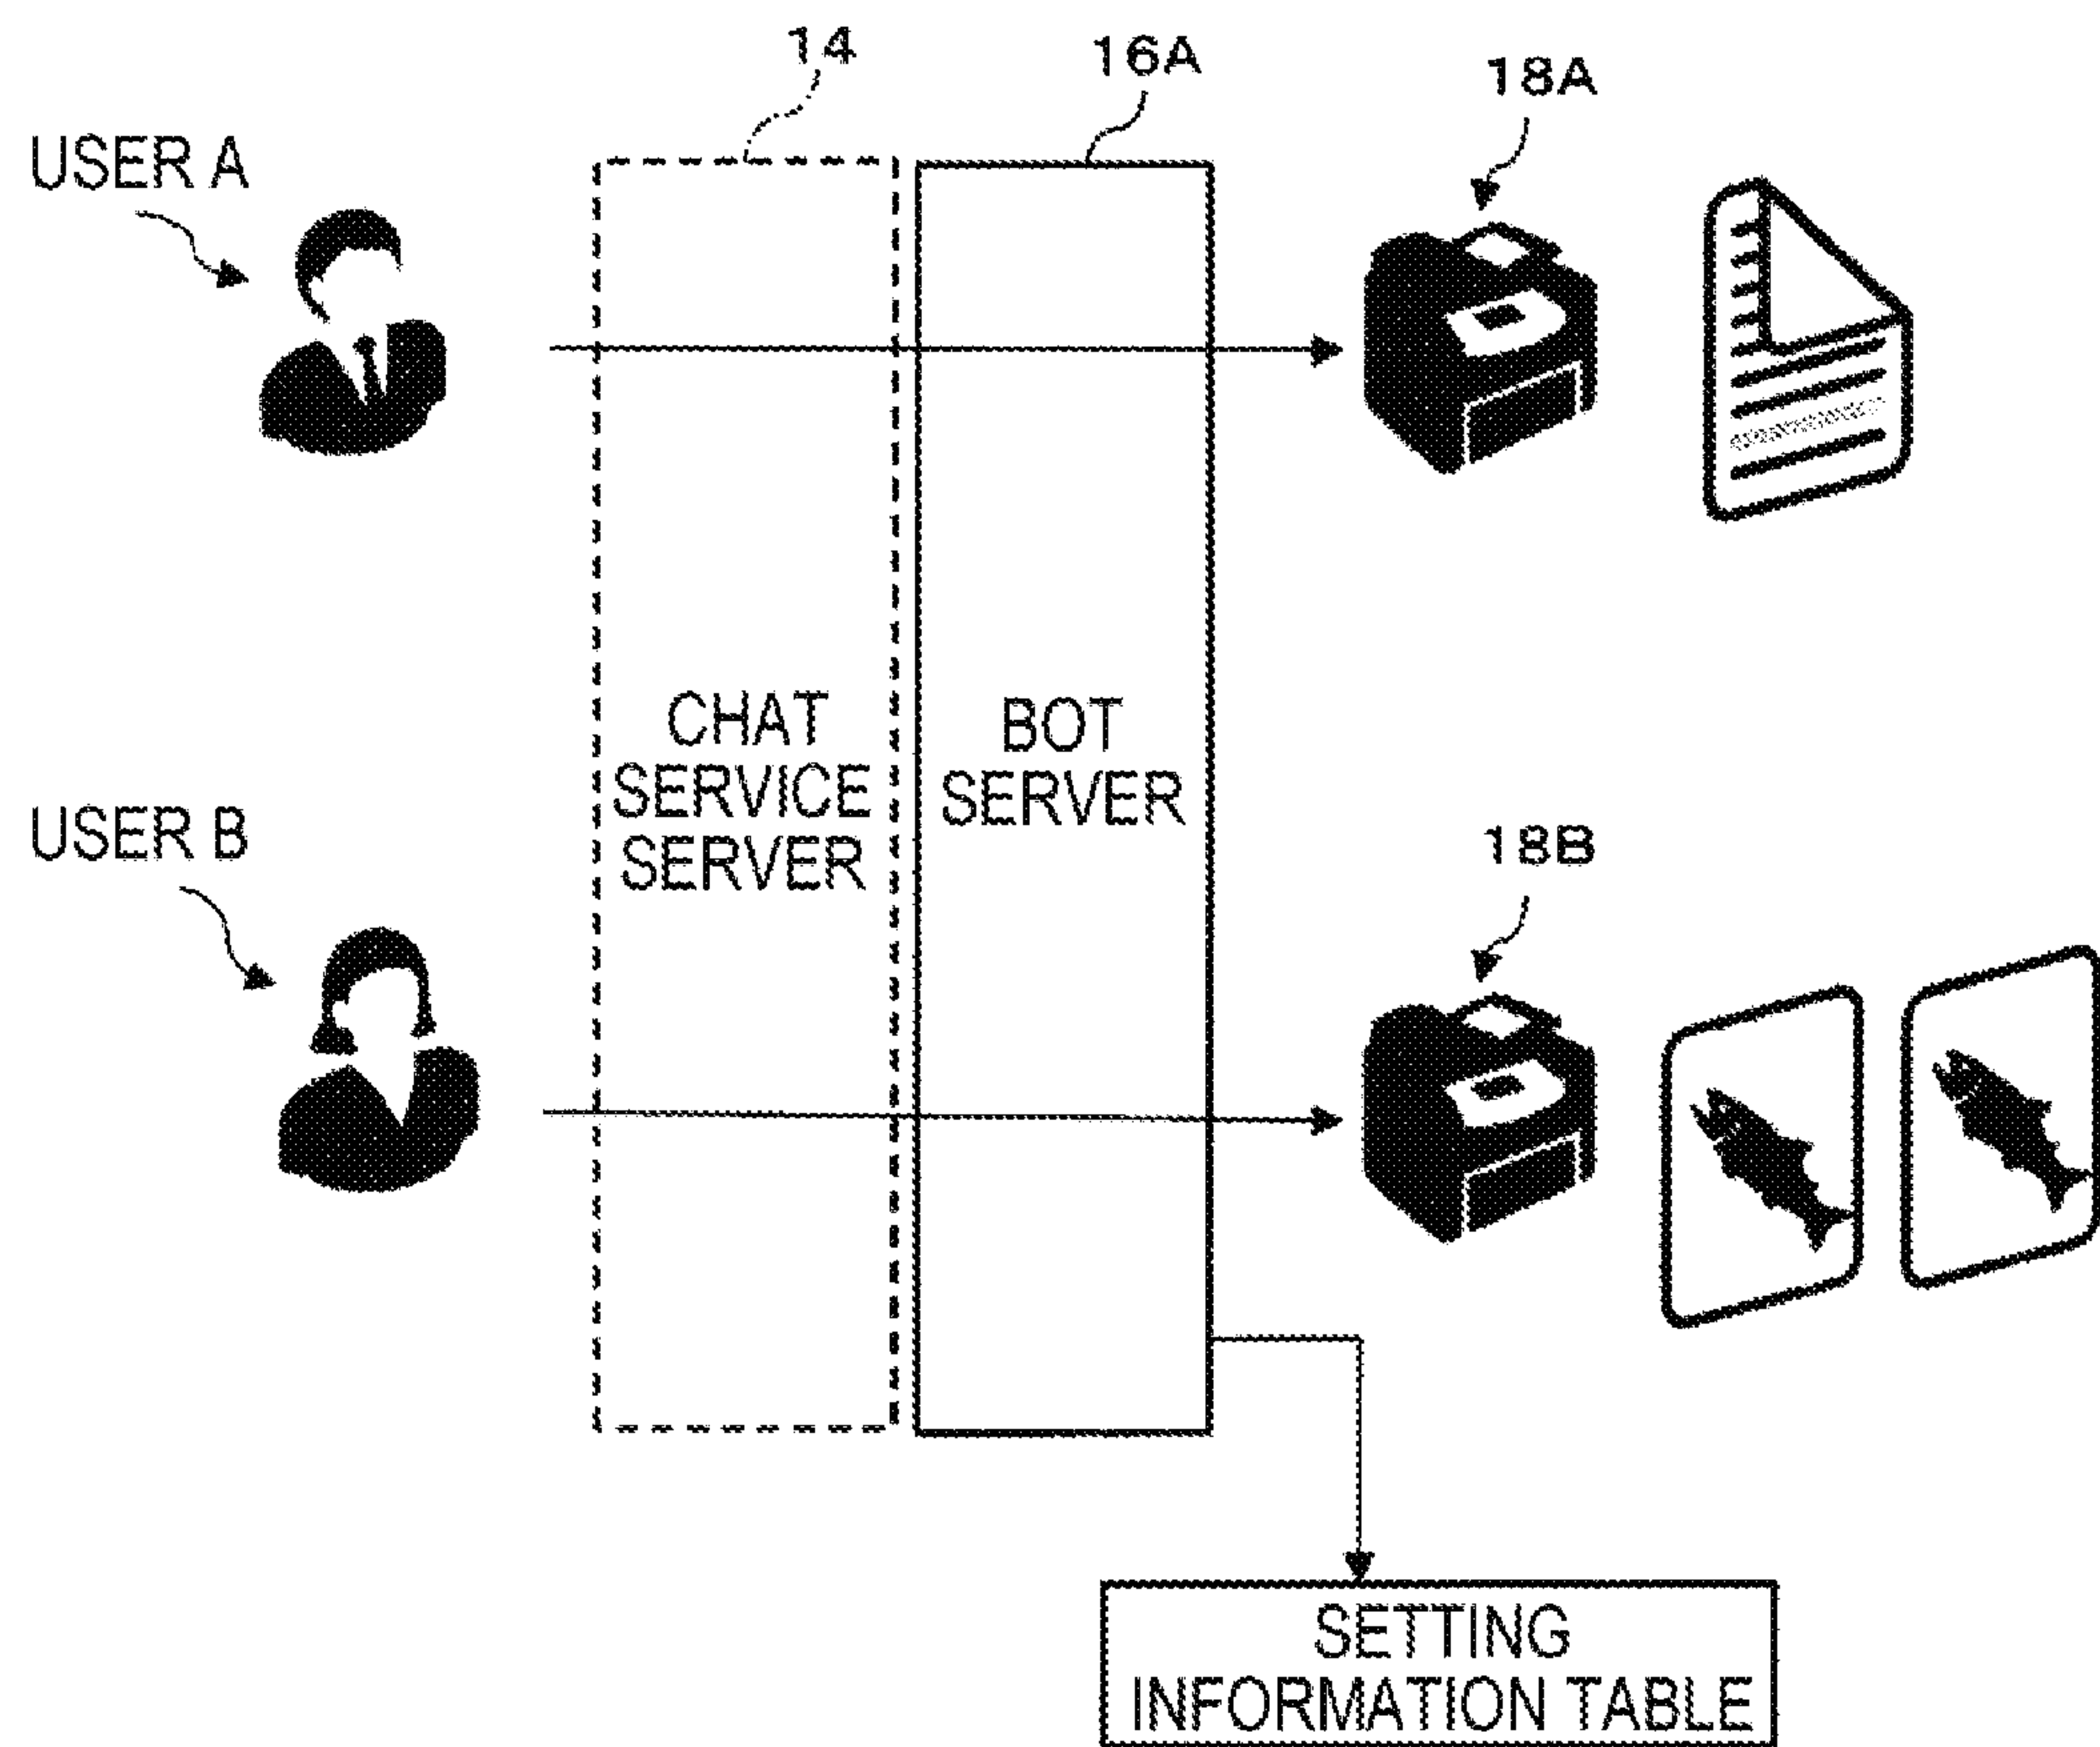 14
16A
18A
USER A
CHAT
SERVICE
SERVER
BOT
SERVER
USER B
18B
SETTING
INFORMATION TABLE